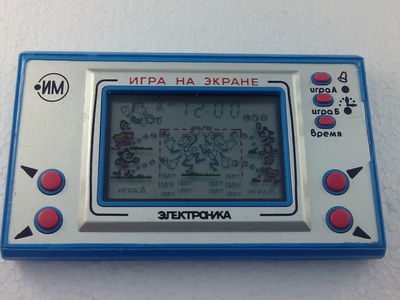 ИМ
ИГРА НА ЭКРАНЕ
12:00
игра А
игра Б
время
ИГРА А
ИГРА Б
ЭЛЕКТРОНИКА